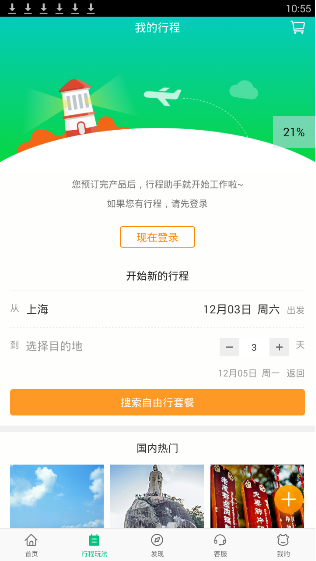 10:55
我的行程
21%
您预订完产品后，行程助手就开始工作啦~
如果您有行程，请先登录
现在登录
开始新的行程
从 上海 12月03日 周六 出发
到 选择目的地 － 3 ＋ 天
12月05日 周一 返回
搜索自由行套餐
国内热门
首页 行程玩法 发现 客服 我的